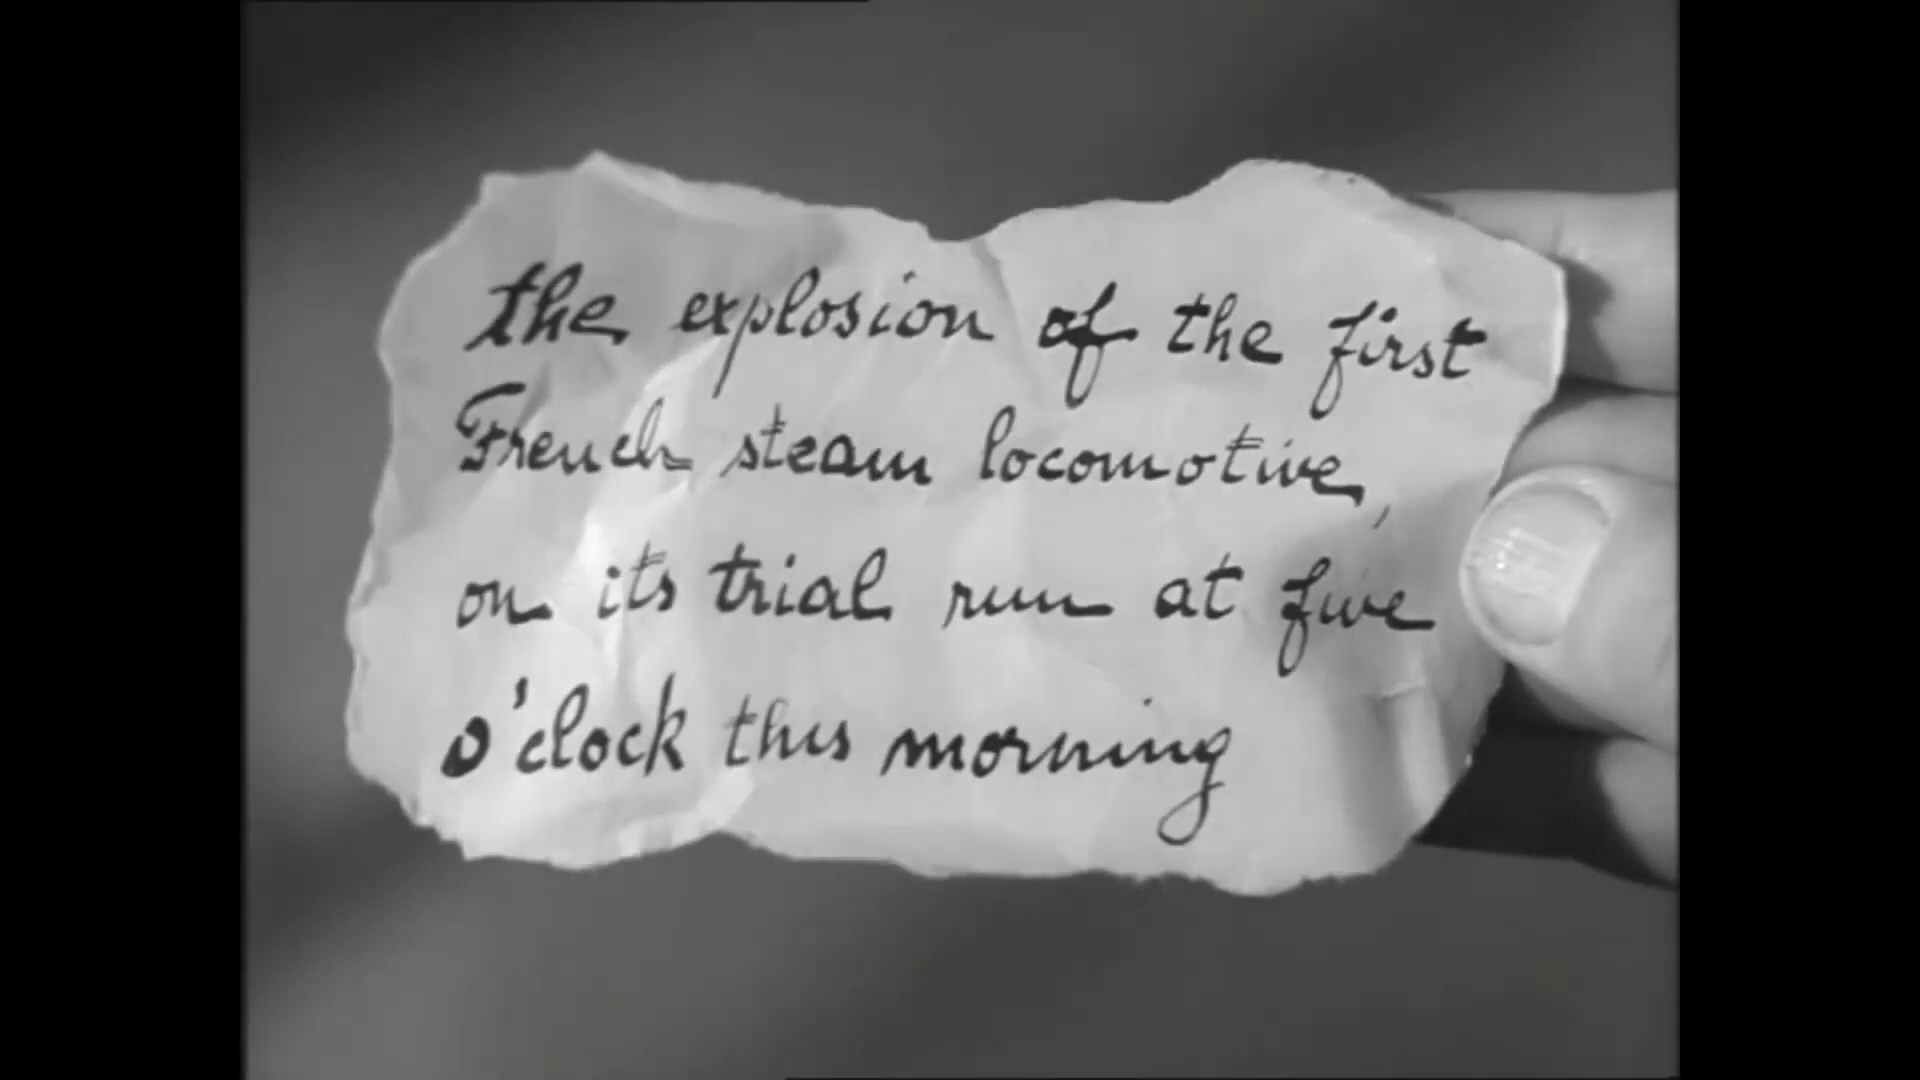 the explosion of the first
French steam locomotive,
on its trial run at five
o'clock this morning